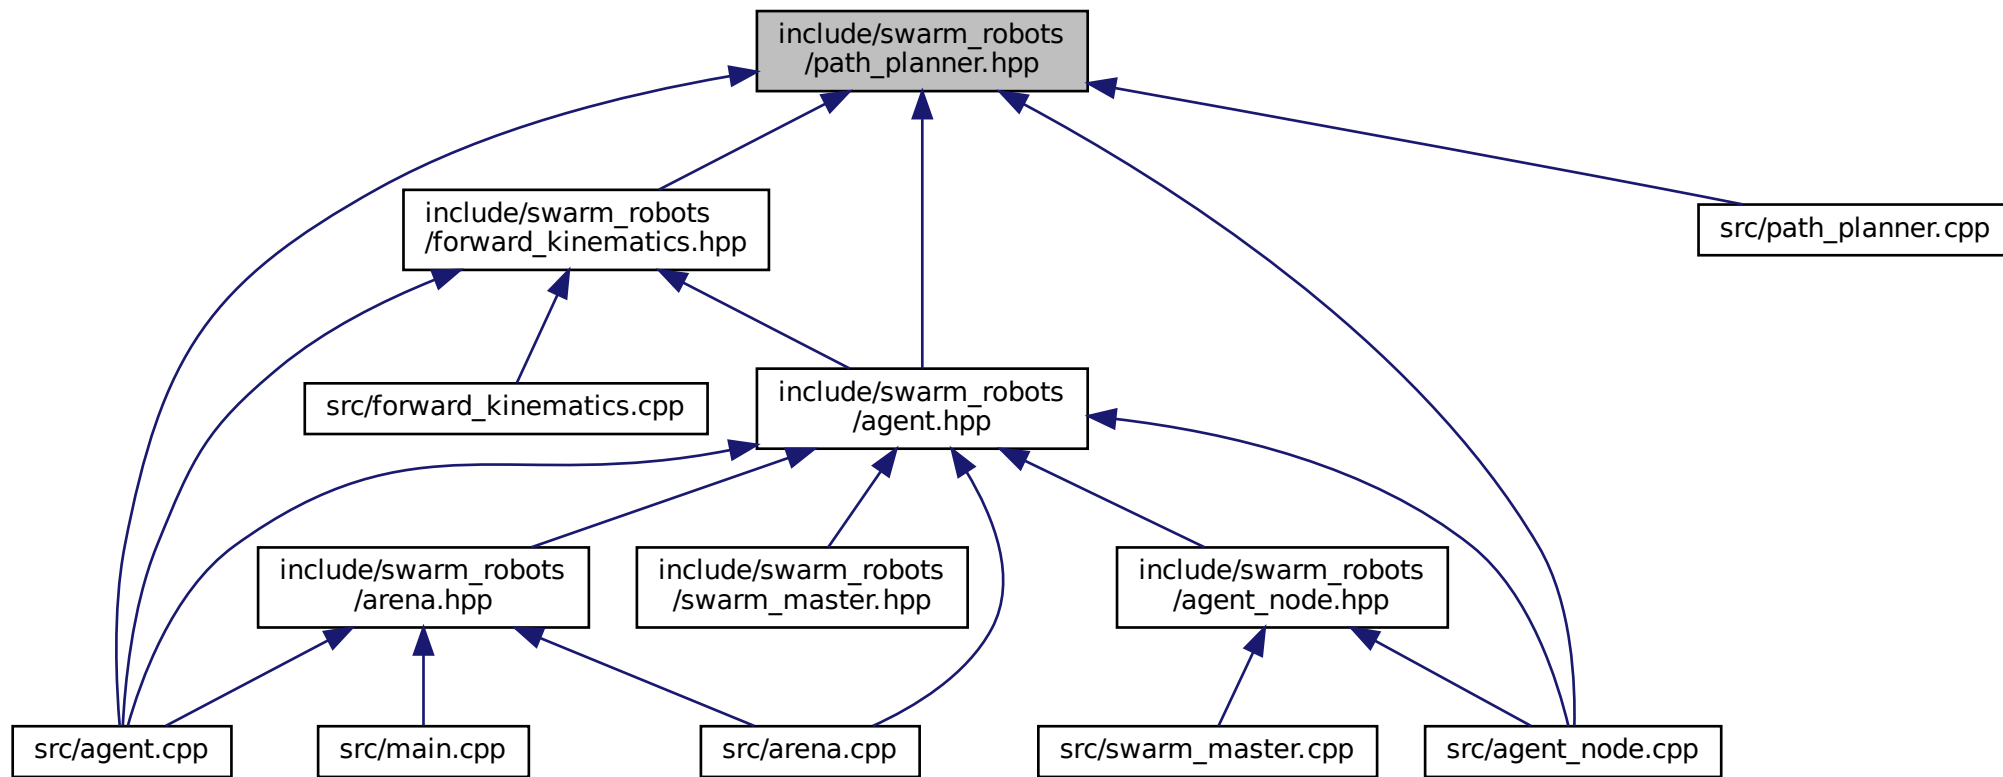 include/swarm_robots
/path_planner.hpp
include/swarm_robots
/forward_kinematics.hpp
src/path_planner.cpp
src/forward_kinematics.cpp
include/swarm_robots
/agent.hpp
include/swarm_robots
/arena.hpp
include/swarm_robots
/swarm_master.hpp
include/swarm_robots
/agent_node.hpp
src/agent.cpp
src/main.cpp
src/arena.cpp
src/swarm_master.cpp
src/agent_node.cpp